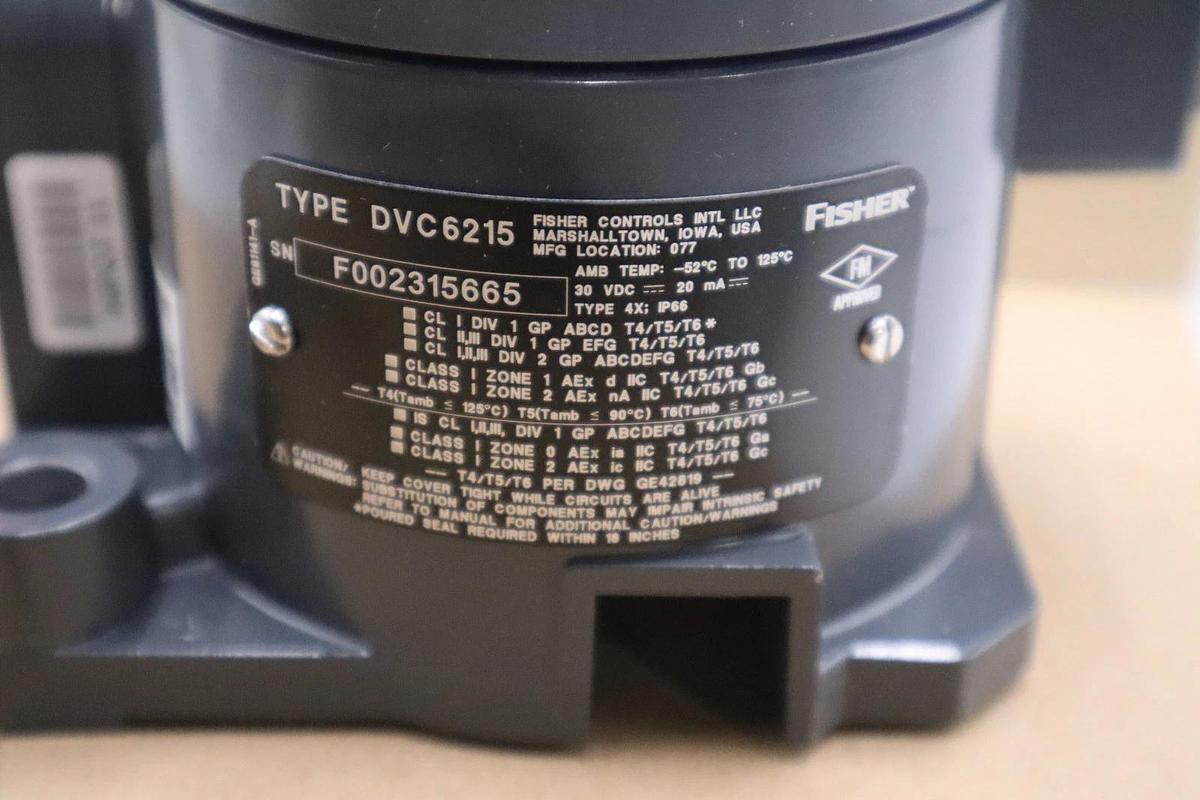 TYPE DVC6215
FISHER CONTROLS INTL LLC
MARSHALLTOWN, IOWA, USA
MFG LOCATION: 077
FISHER™
SN F002315665
AMB TEMP: -52°C TO 125°C
30 VDC ⎓ 20 mA ⎓
TYPE 4X; IP66
FM
APPROVED
CL I DIV 1 GP ABCD T4/T5/T6*
CL II,III DIV 1 GP EFG T4/T5/T6
CL I,II,III DIV 2 GP ABCDEFG T4/T5/T6
CLASS I ZONE 1 AEx d IIC T4/T5/T6 Gb
CLASS I ZONE 2 AEx nA IIC T4/T5/T6 Gc
— T4(Tamb ≤ 125°C) T5(Tamb ≤ 90°C) T6(Tamb ≤ 75°C) —
IS CL I,II,III, DIV 1 GP ABCDEFG T4/T5/T6
CLASS I ZONE 0 AEx ia IIC T4/T5/T6 Ga
CLASS I ZONE 2 AEx ic IIC T4/T5/T6 Gc
— T4/T5/T6 PER DWG GE42819 —
CAUTION/
WARNINGS:
KEEP COVER TIGHT WHILE CIRCUITS ARE ALIVE
SUBSTITUTION OF COMPONENTS MAY IMPAIR INTRINSIC SAFETY
REFER TO MANUAL FOR ADDITIONAL CAUTION/WARNINGS
*POURED SEAL REQUIRED WITHIN 18 INCHES